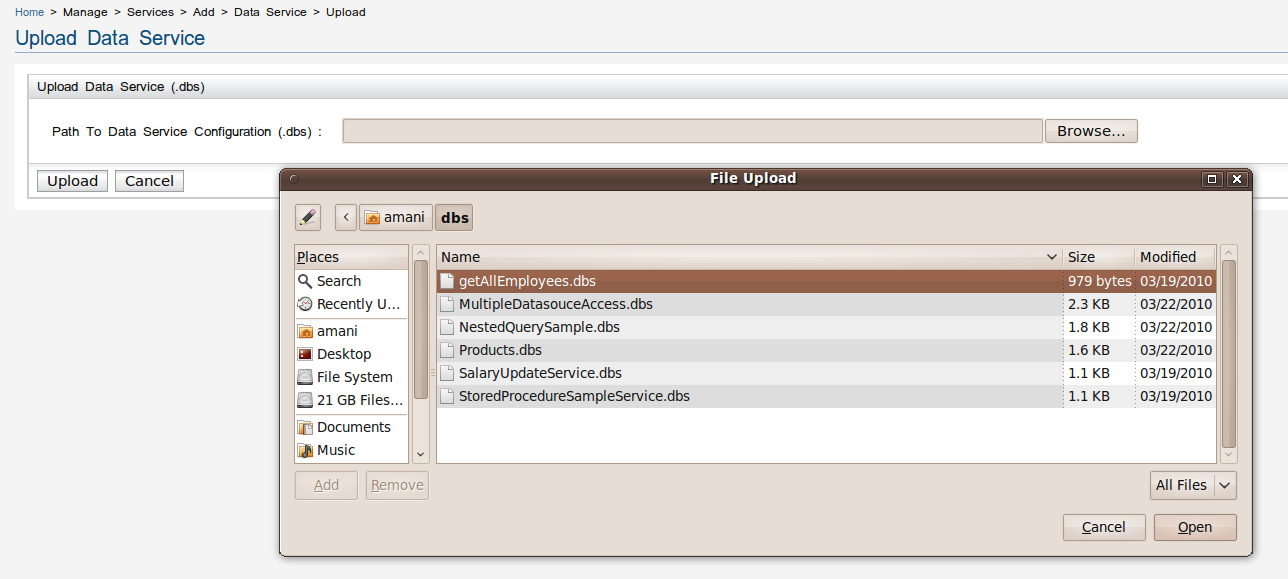 Home > Manage > Services > Add > Data Service > Upload
Upload Data Service
Upload Data Service (.dbs)
Path To Data Service Configuration (.dbs) :
Browse...
Upload
Cancel
File Upload
amani
dbs
Places
Search
Recently U...
amani
Desktop
File System
21 GB Files...
Documents
Music
Name Size Modified
getAllEmployees.dbs 979 bytes 03/19/2010
MultipleDatasouceAccess.dbs 2.3 KB 03/22/2010
NestedQuerySample.dbs 1.8 KB 03/22/2010
Products.dbs 1.6 KB 03/22/2010
SalaryUpdateService.dbs 1.1 KB 03/19/2010
StoredProcedureSampleService.dbs 1.1 KB 03/19/2010
Add
Remove
All Files
Cancel
Open